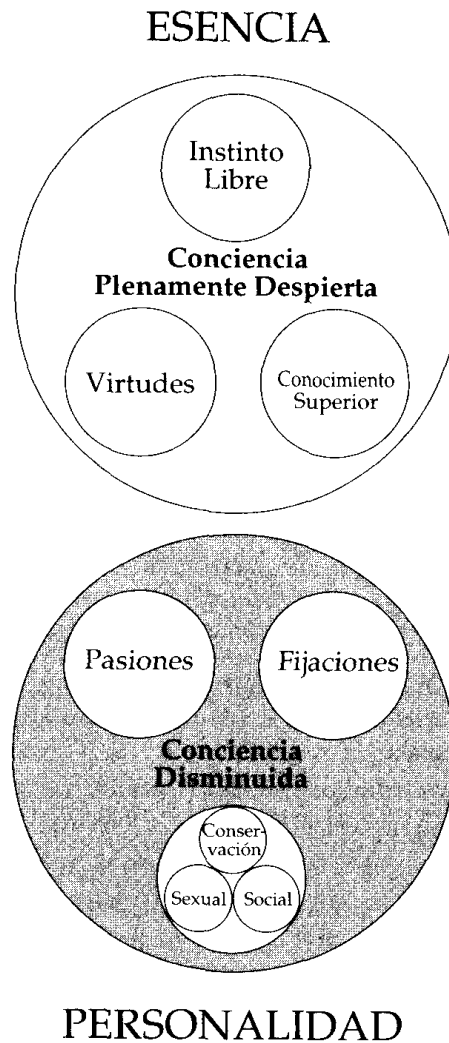 ESENCIA
Instinto
Libre
Conciencia
Plenamente Despierta
Virtudes
Conocimiento
Superior
Pasiones
Fijaciones
Conciencia
Disminuida
Conser-
vación
Sexual
Social
PERSONALIDAD